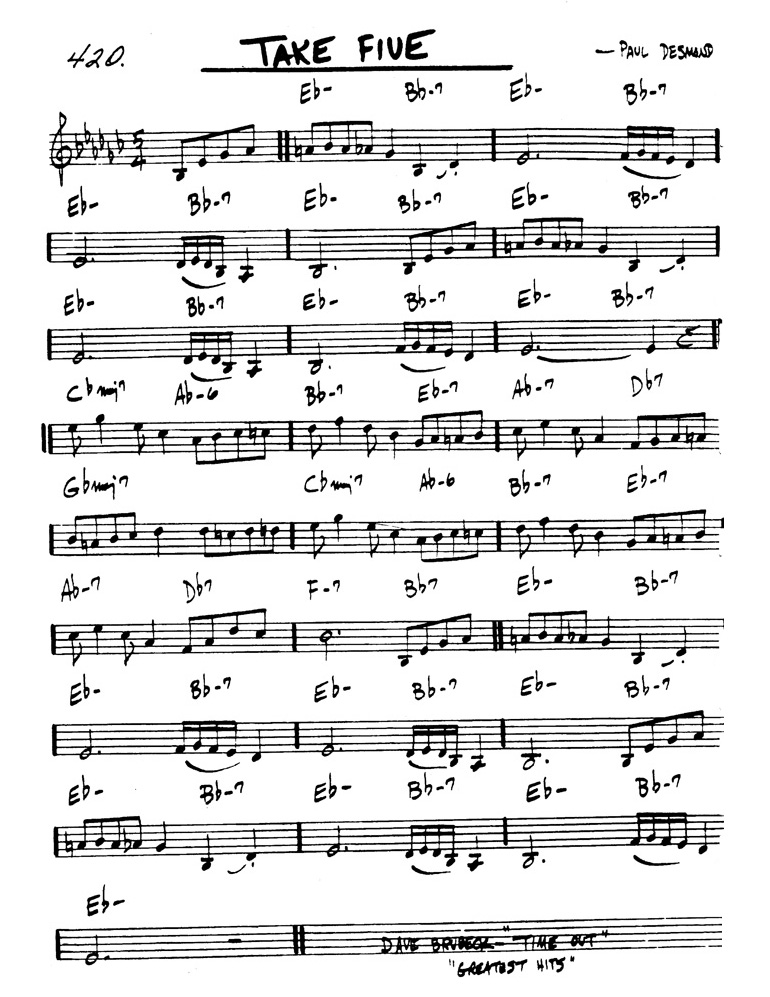 420. TAKE FIVE — PAUL DESMOND
Eb- Bb-7 Eb- Bb-7
5
4
Eb- Bb-7 Eb- Bb-7 Eb- Bb-7
Eb- Bb-7 Eb- Bb-7 Eb- Bb-7
Cbmaj7 Ab-6 Bb-7 Eb-7 Ab-7 Db7
Gbmaj7 Cbmaj7 Ab-6 Bb-7 Eb-7
Ab-7 Db7 F-7 Bb7 Eb- Bb-7
Eb- Bb-7 Eb- Bb-7 Eb- Bb-7
Eb- Bb-7 Eb- Bb-7 Eb- Bb-7
Eb-
DAVE BRUBECK - "TIME OUT"
"GREATEST HITS"